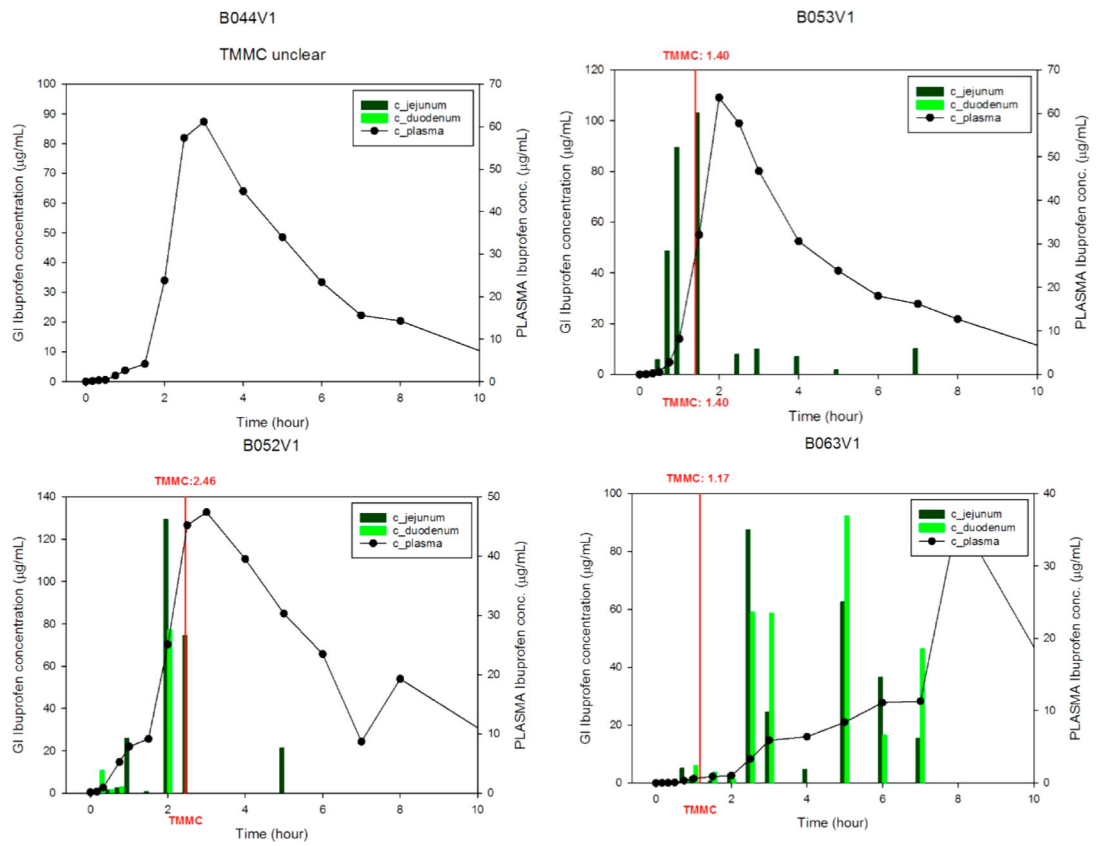 B044V1
TMMC unclear
100
90
80
70
60
50
40
30
20
10
0
70
60
50
40
30
20
10
0
GI Ibuprofen concentration (µg/mL)
PLASMA Ibuprofen conc. (µg/mL)
c_jejunum
c_duodenum
c_plasma
0 2 4 6 8 10
Time (hour)
B053V1
TMMC: 1.40
120
100
80
60
40
20
0
70
60
50
40
30
20
10
0
GI Ibuprofen concentration (µg/mL)
PLASMA Ibuprofen conc. (µg/mL)
c_jejunum
c_duodenum
c_plasma
0 2 4 6 8 10
TMMC: 1.40
Time (hour)
B052V1
TMMC:2.46
140
120
100
80
60
40
20
0
50
40
30
20
10
0
GI Ibuprofen concentration (µg/mL)
PLASMA Ibuprofen conc. (µg/mL)
c_jejunum
c_duodenum
c_plasma
0 2 4 6 8 10
TMMC
Time (hour)
B063V1
TMMC: 1.17
100
80
60
40
20
0
40
30
20
10
0
GI Ibuprofen concentration (µg/mL)
PLASMA Ibuprofen conc. (µg/mL)
c_jejunum
c_duodenum
c_plasma
0 2 4 6 8 10
TMMC
Time (hour)